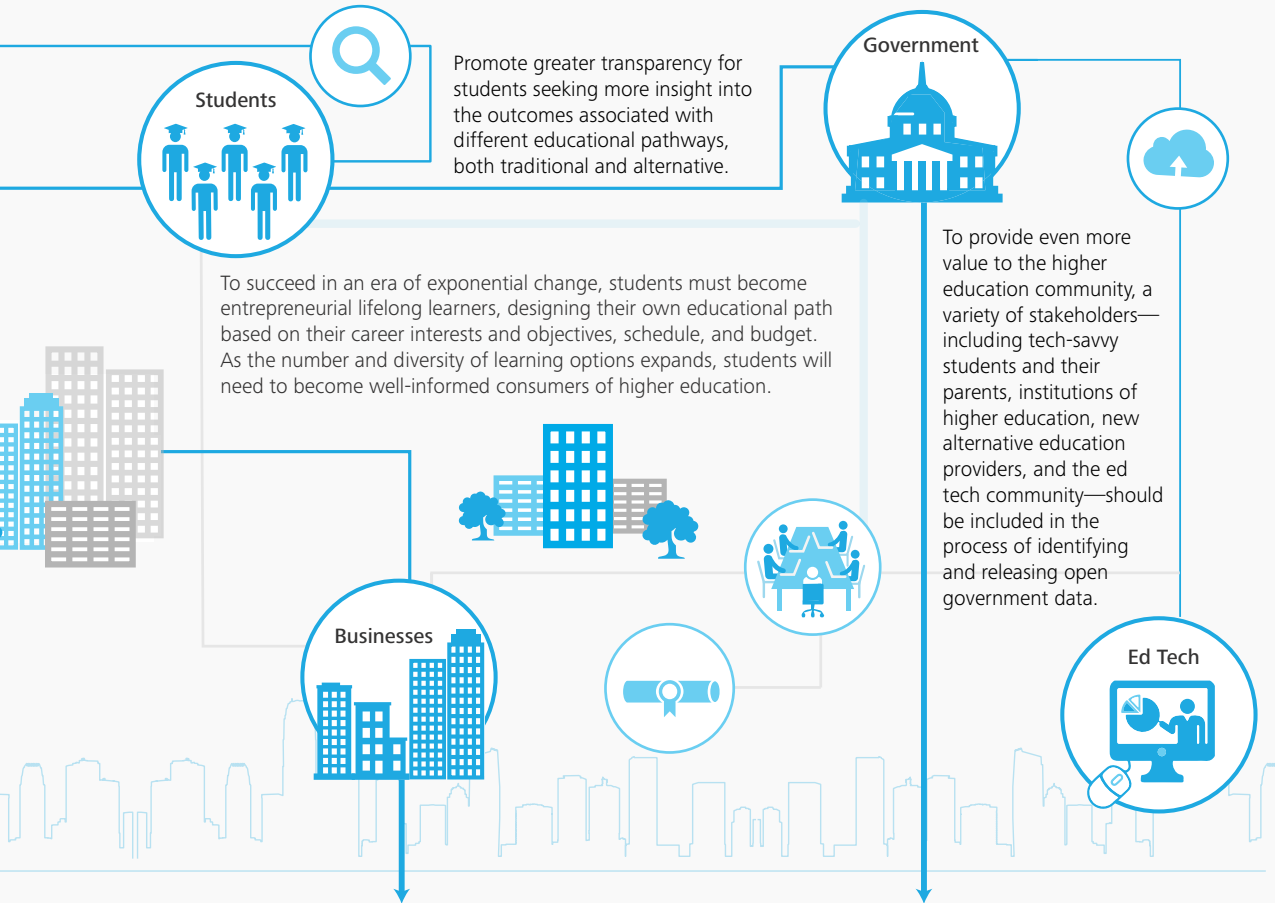 Students
Promote greater transparency for
students seeking more insight into
the outcomes associated with
different educational pathways,
both traditional and alternative.
Government
To succeed in an era of exponential change, students must become
entrepreneurial lifelong learners, designing their own educational path
based on their career interests and objectives, schedule, and budget.
As the number and diversity of learning options expands, students will
need to become well-informed consumers of higher education.
To provide even more
value to the higher
education community, a
variety of stakeholders—
including tech-savvy
students and their
parents, institutions of
higher education, new
alternative education
providers, and the ed
tech community—should
be included in the
process of identifying
and releasing open
government data.
Businesses
Ed Tech